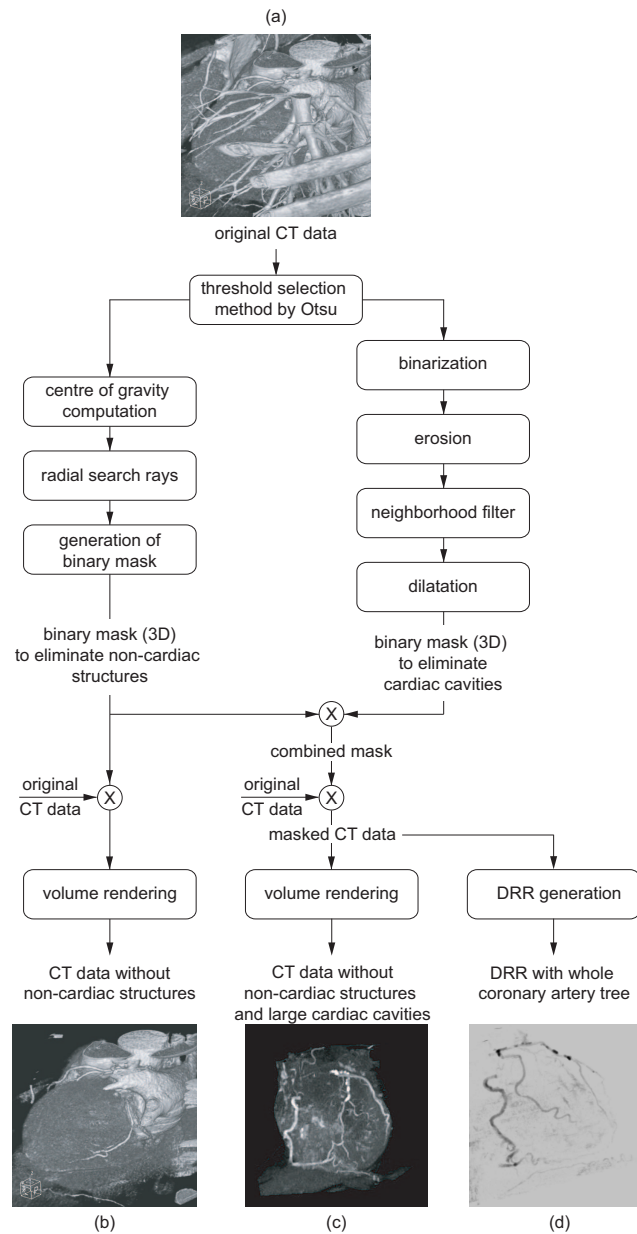 (a)
original CT data
threshold selection
method by Otsu
centre of gravity
computation
radial search rays
generation of
binary mask
binarization
erosion
neighborhood filter
dilatation
binary mask (3D)
to eliminate non-cardiac
structures
binary mask (3D)
to eliminate
cardiac cavities
X
combined mask
original
CT data
X
original
CT data
X
masked CT data
volume rendering
volume rendering
DRR generation
CT data without
non-cardiac structures
CT data without
non-cardiac structures
and large cardiac cavities
DRR with whole
coronary artery tree
(b)
(c)
(d)